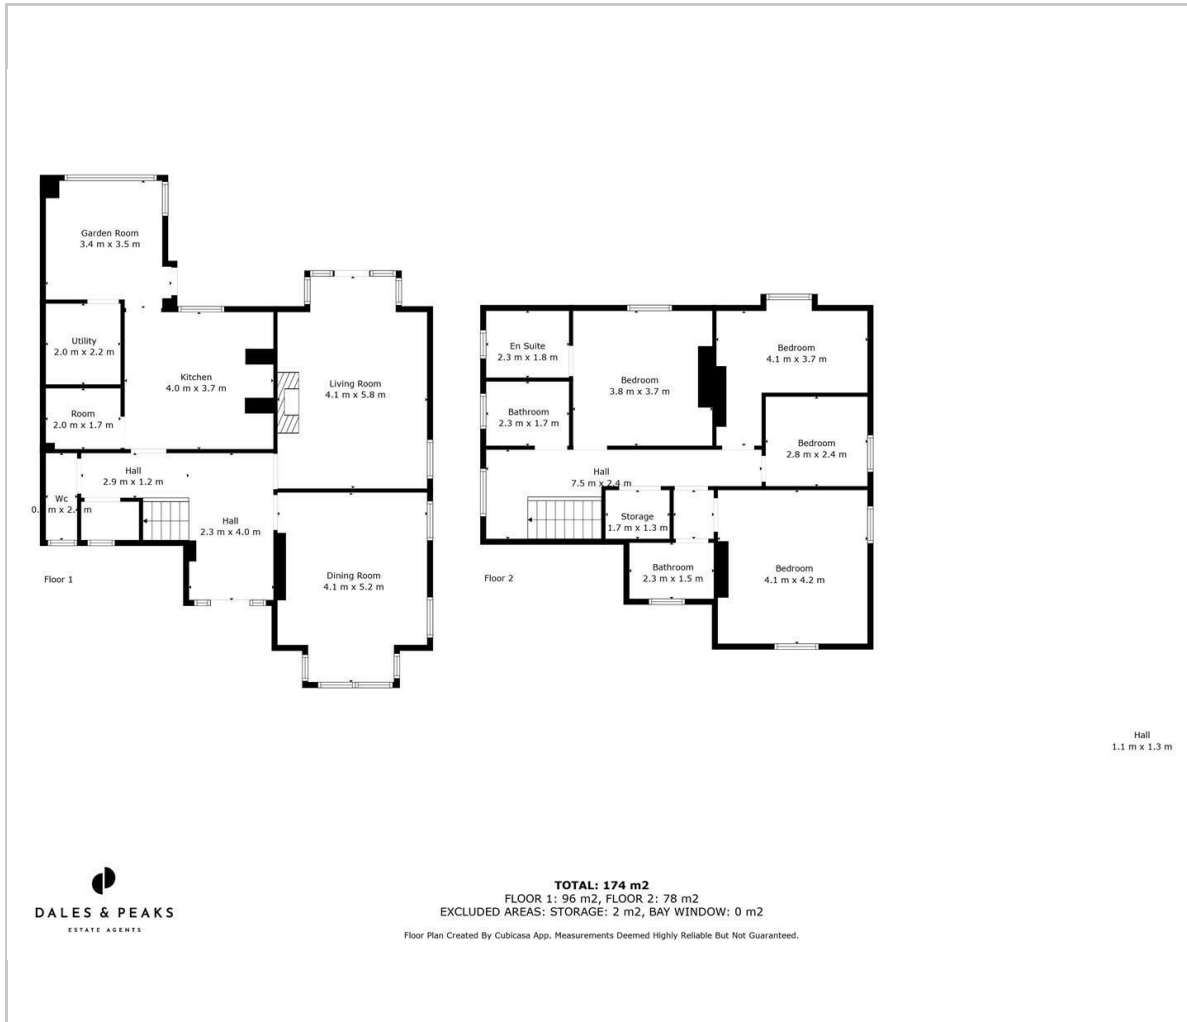 Garden Room
3.4 m x 3.5 m
Utility
2.0 m x 2.2 m
Kitchen
4.0 m x 3.7 m
Room
2.0 m x 1.7 m
Living Room
4.1 m x 5.8 m
Hall
2.9 m x 1.2 m
Wc
Hall
2.3 m x 4.0 m
Dining Room
4.1 m x 5.2 m
Floor 1
En Suite
2.3 m x 1.8 m
Bedroom
3.8 m x 3.7 m
Bedroom
4.1 m x 3.7 m
Bathroom
2.3 m x 1.7 m
Bedroom
2.8 m x 2.4 m
Hall
7.5 m x 2.4 m
Storage
1.7 m x 1.3 m
Bathroom
2.3 m x 1.5 m
Bedroom
4.1 m x 4.2 m
Floor 2
Hall
1.1 m x 1.3 m
DALES & PEAKS
ESTATE AGENTS
TOTAL: 174 m2
FLOOR 1: 96 m2, FLOOR 2: 78 m2
EXCLUDED AREAS: STORAGE: 2 m2, BAY WINDOW: 0 m2
Floor Plan Created By Cubicasa App. Measurements Deemed Highly Reliable But Not Guaranteed.